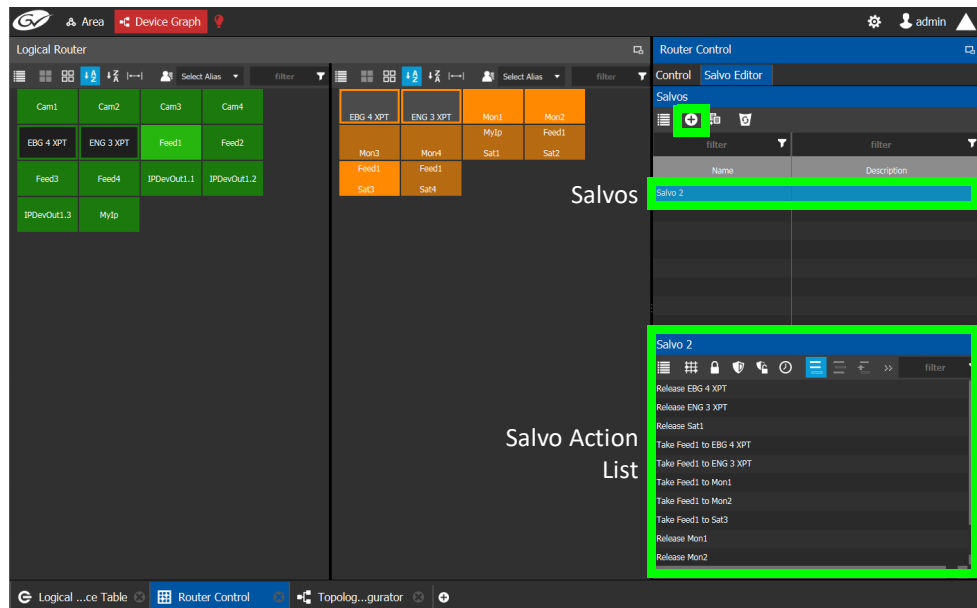 Area
Device Graph
admin
Logical Router
Router Control
Select Alias
filter
Select Alias
filter
Control
Salvo Editor
Salvos
Cam1
Cam2
Cam3
Cam4
EBG 4 XPT
ENG 3 XPT
Feed1
Feed2
Feed3
Feed4
IPDevOut1.1
IPDevOut1.2
IPDevOut1.3
MyIp
EBG 4 XPT
ENG 3 XPT
Mon1
Mon2
Mon3
Mon4
MyIp
Sat1
Feed1
Sat2
Feed1
Sat3
Feed1
Sat4
filter
filter
Name
Description
Salvos
Salvo 2
Salvo 2
filter
Salvo Action
List
Release EBG 4 XPT
Release ENG 3 XPT
Release Sat1
Take Feed1 to EBG 4 XPT
Take Feed1 to ENG 3 XPT
Take Feed1 to Mon1
Take Feed1 to Mon2
Take Feed1 to Sat3
Release Mon1
Release Mon2
Logical ...ce Table
Router Control
Topolog...gurator